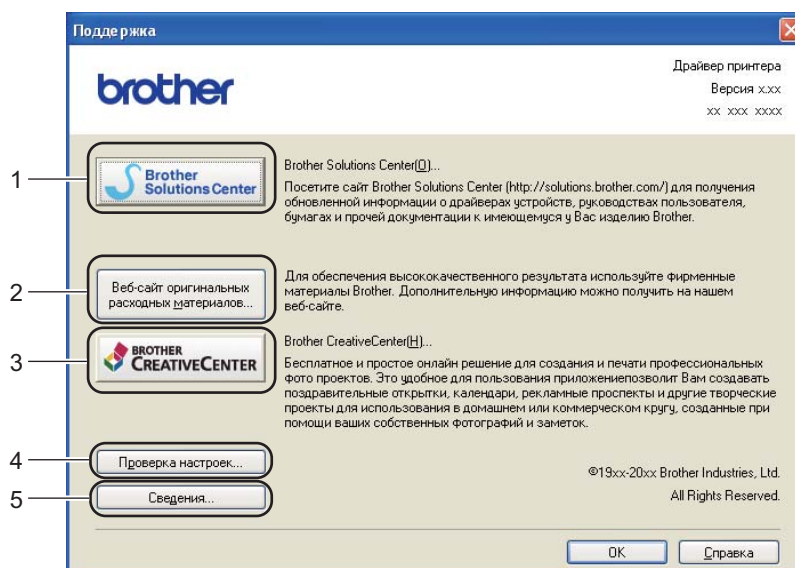 Поддержка
brother
Драйвер принтера
Версия x.xx
xx xxx xxxx
1
Brother
Solutions Center
Brother Solutions Center(O)...
Посетите сайт Brother Solutions Center (http://solutions.brother.com/) для получения
обновленной информации о драйверах устройств, руководствах пользователя,
бумагах и прочей документации к имеющемуся у Вас изделию Brother.
2
Веб-сайт оригинальных
расходных материалов...
Для обеспечения высококачественного результата используйте фирменные
материалы Brother. Дополнительную информацию можно получить на нашем
веб-сайте.
3
BROTHER
CREATIVECENTER
Brother CreativeCenter(H)...
Бесплатное и простое онлайн решение для создания и печати профессиональных
фото проектов. Это удобное для пользования приложениепозволит Вам создавать
поздравительные открытки, календари, рекламные проспекты и другие творческие
проекты для использования в домашнем или коммерческом кругу, созданные при
помощи ваших собственных фотографий и заметок.
4
Проверка настроек...
©19xx-20xx Brother Industries, Ltd.
5
Сведения...
All Rights Reserved.
OK
Справка